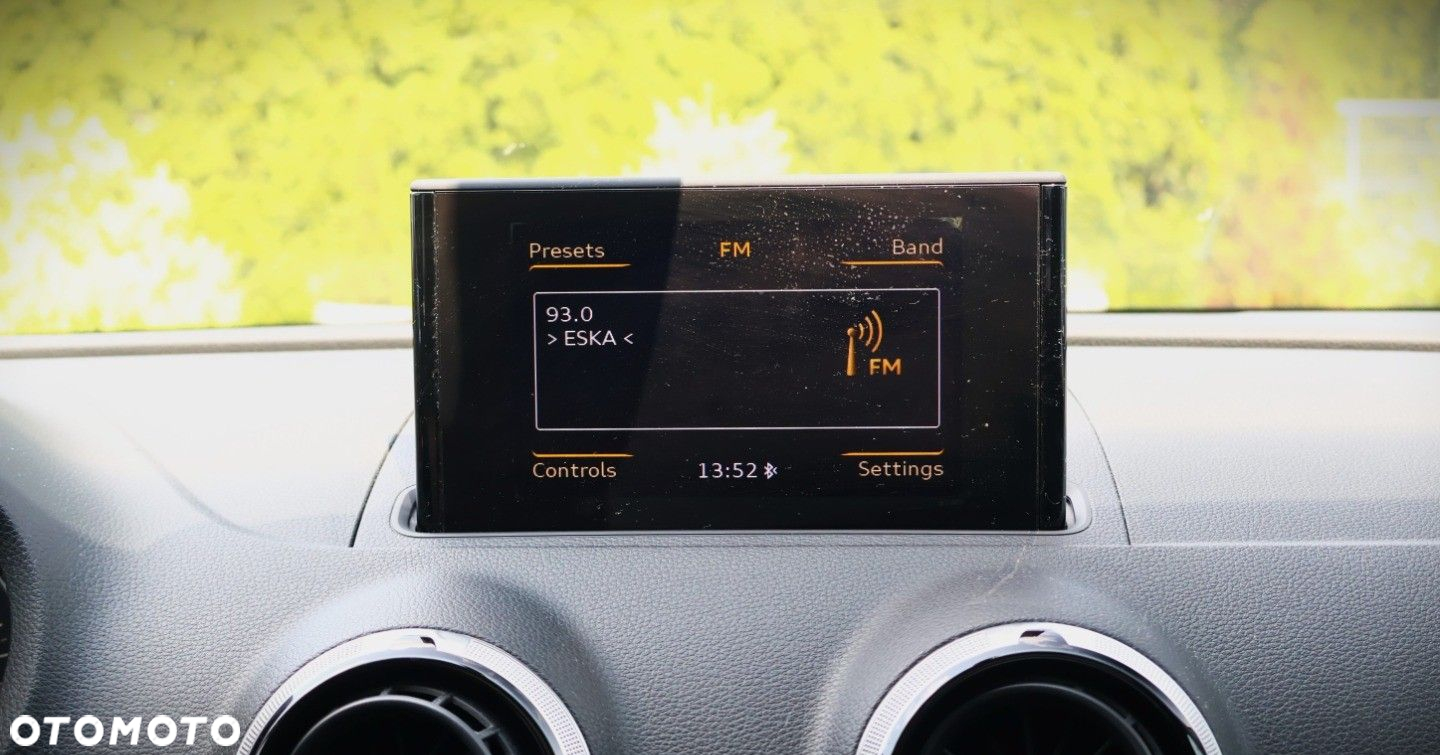 Presets FM Band
93.0
> ESKA <
FM
Controls 13:52 Settings
OTOMOTO